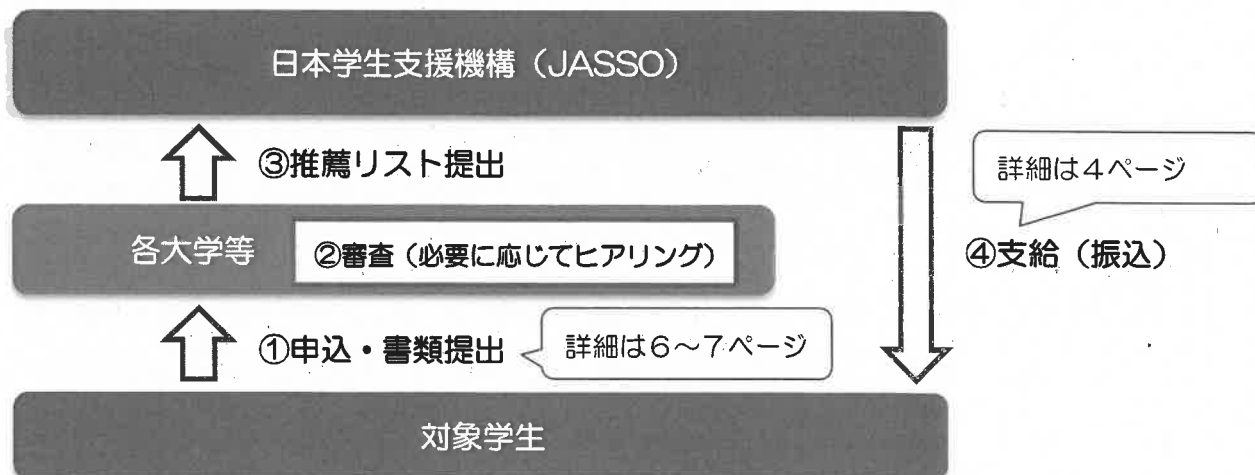 日本学生支援機構（JASSO）
③推薦リスト提出
詳細は4ページ
各大学等
②審査（必要に応じてヒアリング）
④支給（振込）
①申込・書類提出
詳細は6～7ページ
対象学生